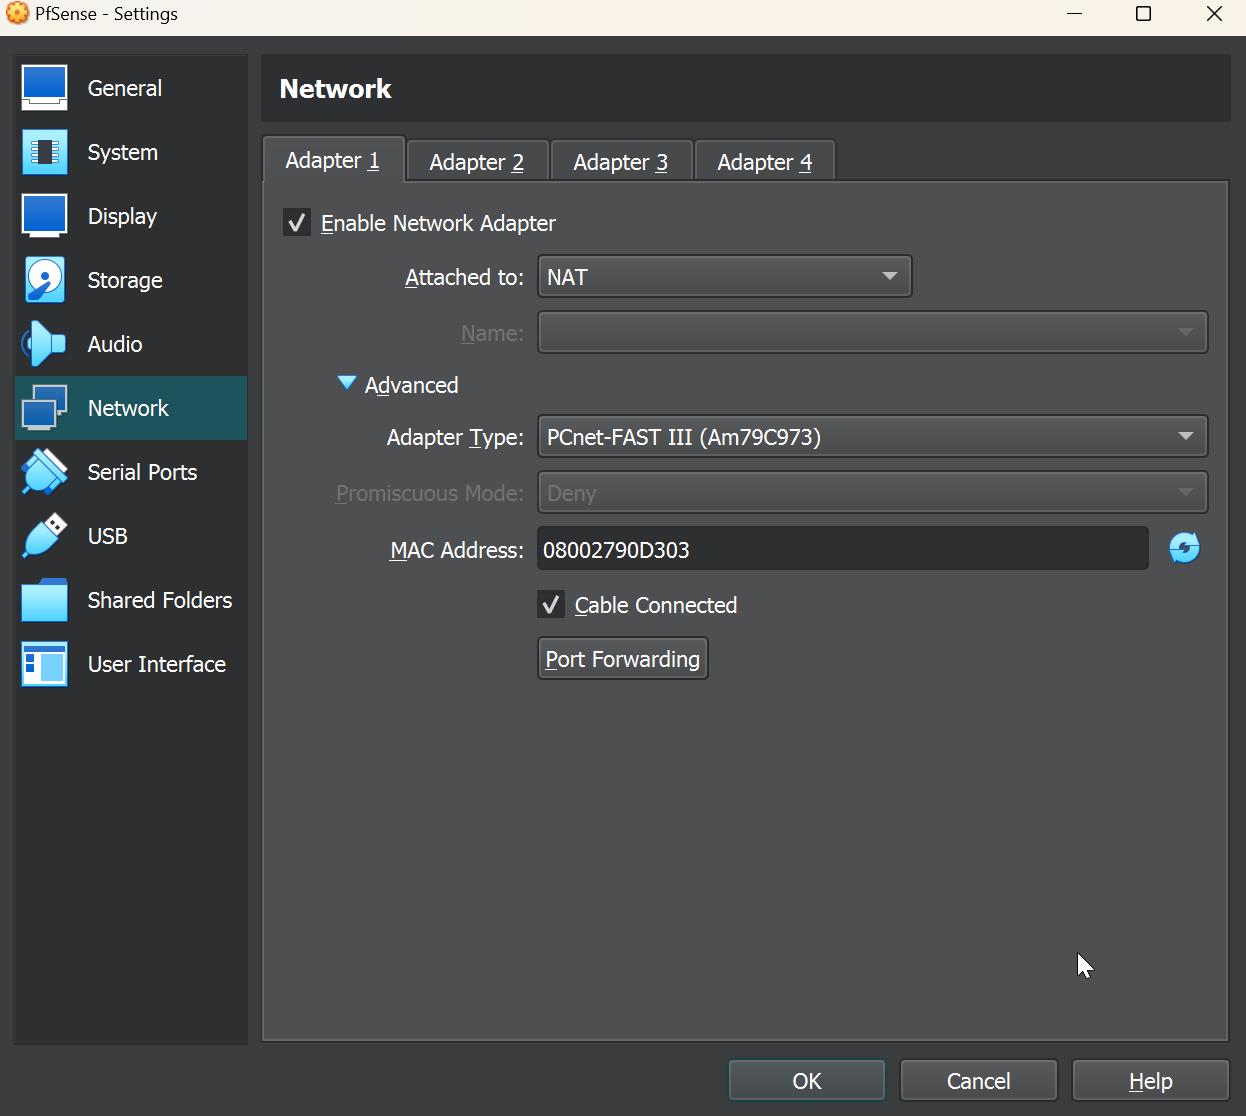 PfSense - Settings
General
System
Display
Storage
Audio
Network
Serial Ports
USB
Shared Folders
User Interface
Network
Adapter 1 Adapter 2 Adapter 3 Adapter 4
Enable Network Adapter
Attached to: NAT
Name:
Advanced
Adapter Type: PCnet-FAST III (Am79C973)
Promiscuous Mode: Deny
MAC Address: 08002790D303
Cable Connected
Port Forwarding
OK Cancel Help